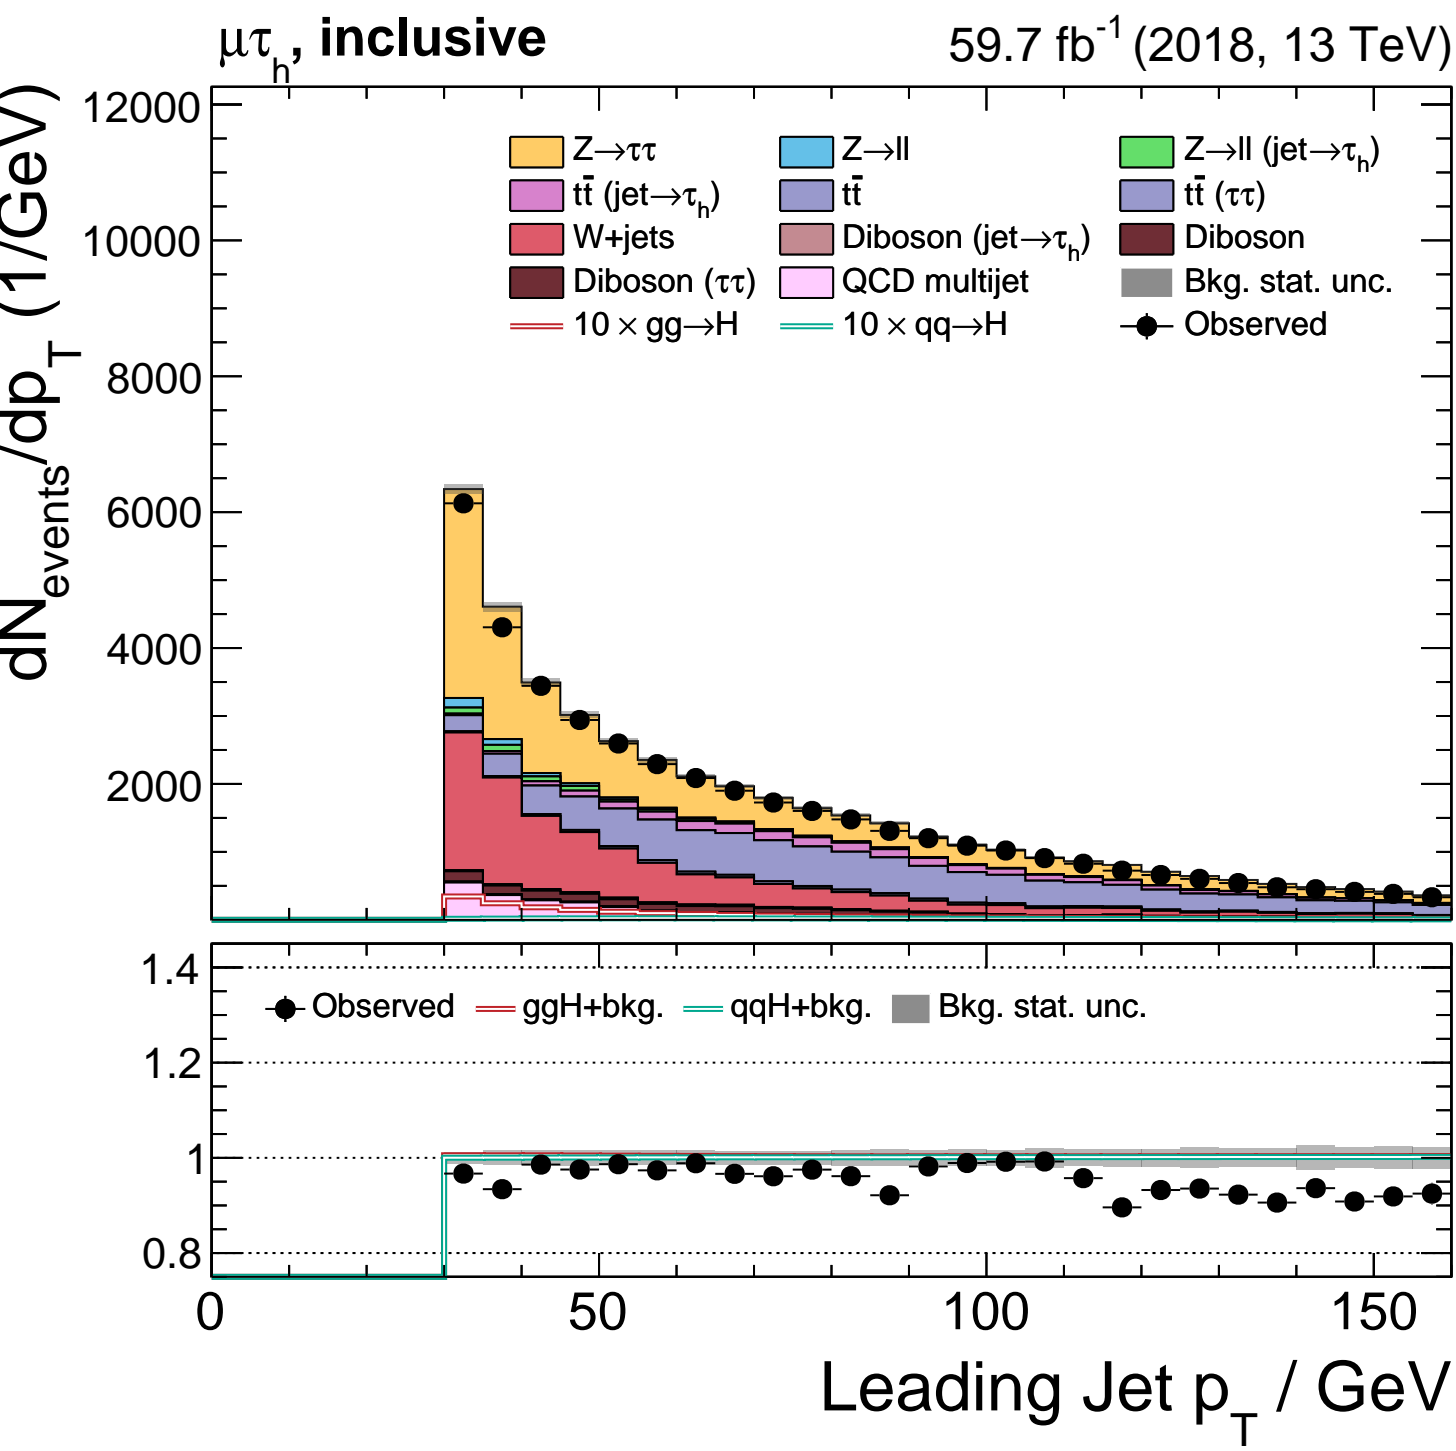 μτh, inclusive
59.7 fb-1 (2018, 13 TeV)
dNevents/dpT (1/GeV)
12000
10000
8000
6000
4000
2000
Z→ττ
Z→ll
Z→ll (jet→τh)
tt̄ (jet→τh)
tt̄
tt̄ (ττ)
W+jets
Diboson (jet→τh)
Diboson
Diboson (ττ)
QCD multijet
Bkg. stat. unc.
10 × gg→H
10 × qq→H
Observed
1.4
1.2
1
0.8
Observed
ggH+bkg.
qqH+bkg.
Bkg. stat. unc.
0
50
100
150
Leading Jet pT / GeV